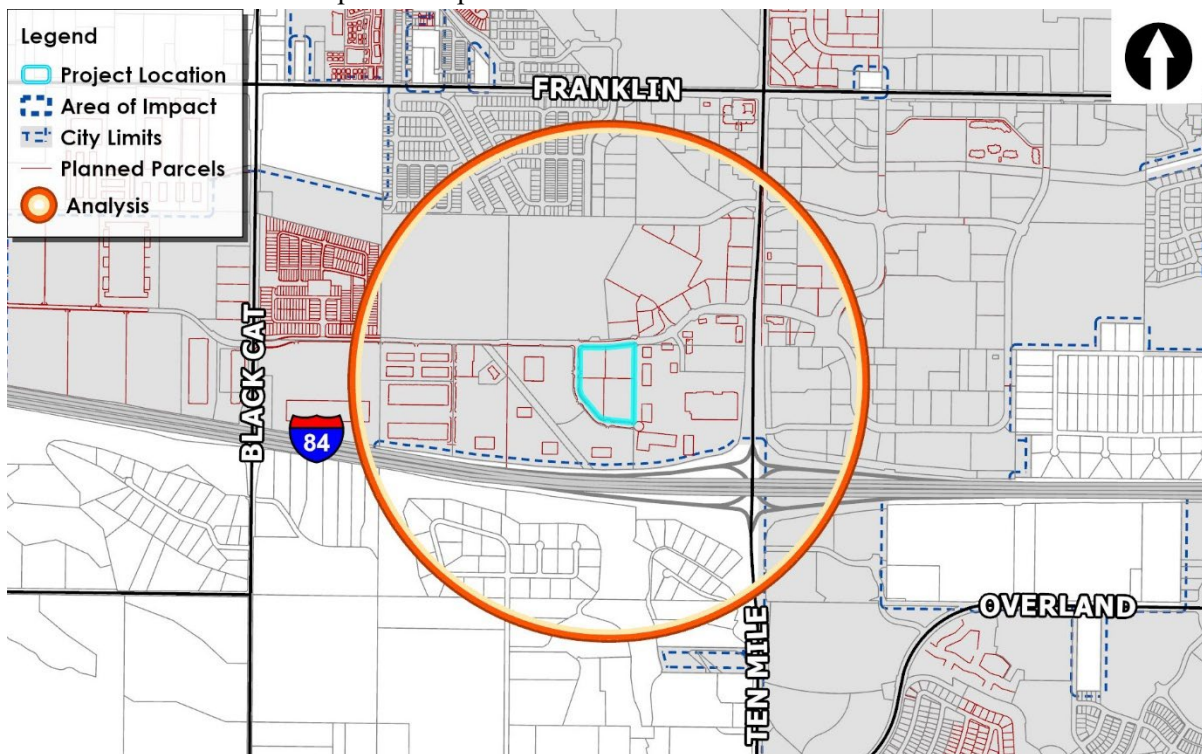 Legend
Project Location
Area of Impact
City Limits
Planned Parcels
Analysis
FRANKLIN
BLACK CAT
84
TEN MILE
OVERLAND